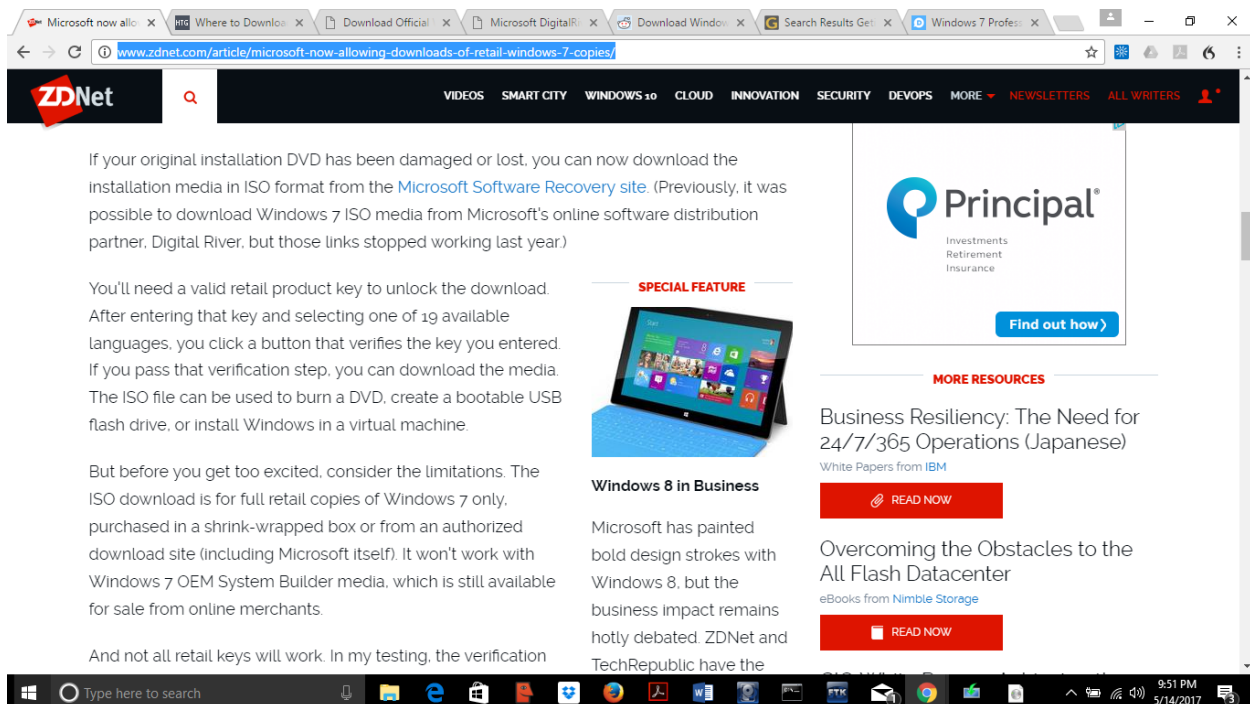 Microsoft now allo
Where to Downloa
Download Official
Microsoft DigitalRi
Download Window
Search Results Get
Windows 7 Profess
www.zdnet.com/article/microsoft-now-allowing-downloads-of-retail-windows-7-copies/
ZDNet
VIDEOS SMART CITY WINDOWS 10 CLOUD INNOVATION SECURITY DEVOPS MORE NEWSLETTERS ALL WRITERS
If your original installation DVD has been damaged or lost, you can now download the
installation media in ISO format from the Microsoft Software Recovery site. (Previously, it was
possible to download Windows 7 ISO media from Microsoft's online software distribution
partner, Digital River, but those links stopped working last year.)
You'll need a valid retail product key to unlock the download.
After entering that key and selecting one of 19 available
languages, you click a button that verifies the key you entered.
If you pass that verification step, you can download the media.
The ISO file can be used to burn a DVD, create a bootable USB
flash drive, or install Windows in a virtual machine.
But before you get too excited, consider the limitations. The
ISO download is for full retail copies of Windows 7 only,
purchased in a shrink-wrapped box or from an authorized
download site (including Microsoft itself). It won't work with
Windows 7 OEM System Builder media, which is still available
for sale from online merchants.
And not all retail keys will work. In my testing, the verification
SPECIAL FEATURE
Windows 8 in Business
Microsoft has painted
bold design strokes with
Windows 8, but the
business impact remains
hotly debated. ZDNet and
TechRepublic have the
Principal®
Investments
Retirement
Insurance
Find out how
MORE RESOURCES
Business Resiliency: The Need for
24/7/365 Operations (Japanese)
White Papers from IBM
READ NOW
Overcoming the Obstacles to the
All Flash Datacenter
eBooks from Nimble Storage
READ NOW
Type here to search
FTK
9:51 PM
5/14/2017